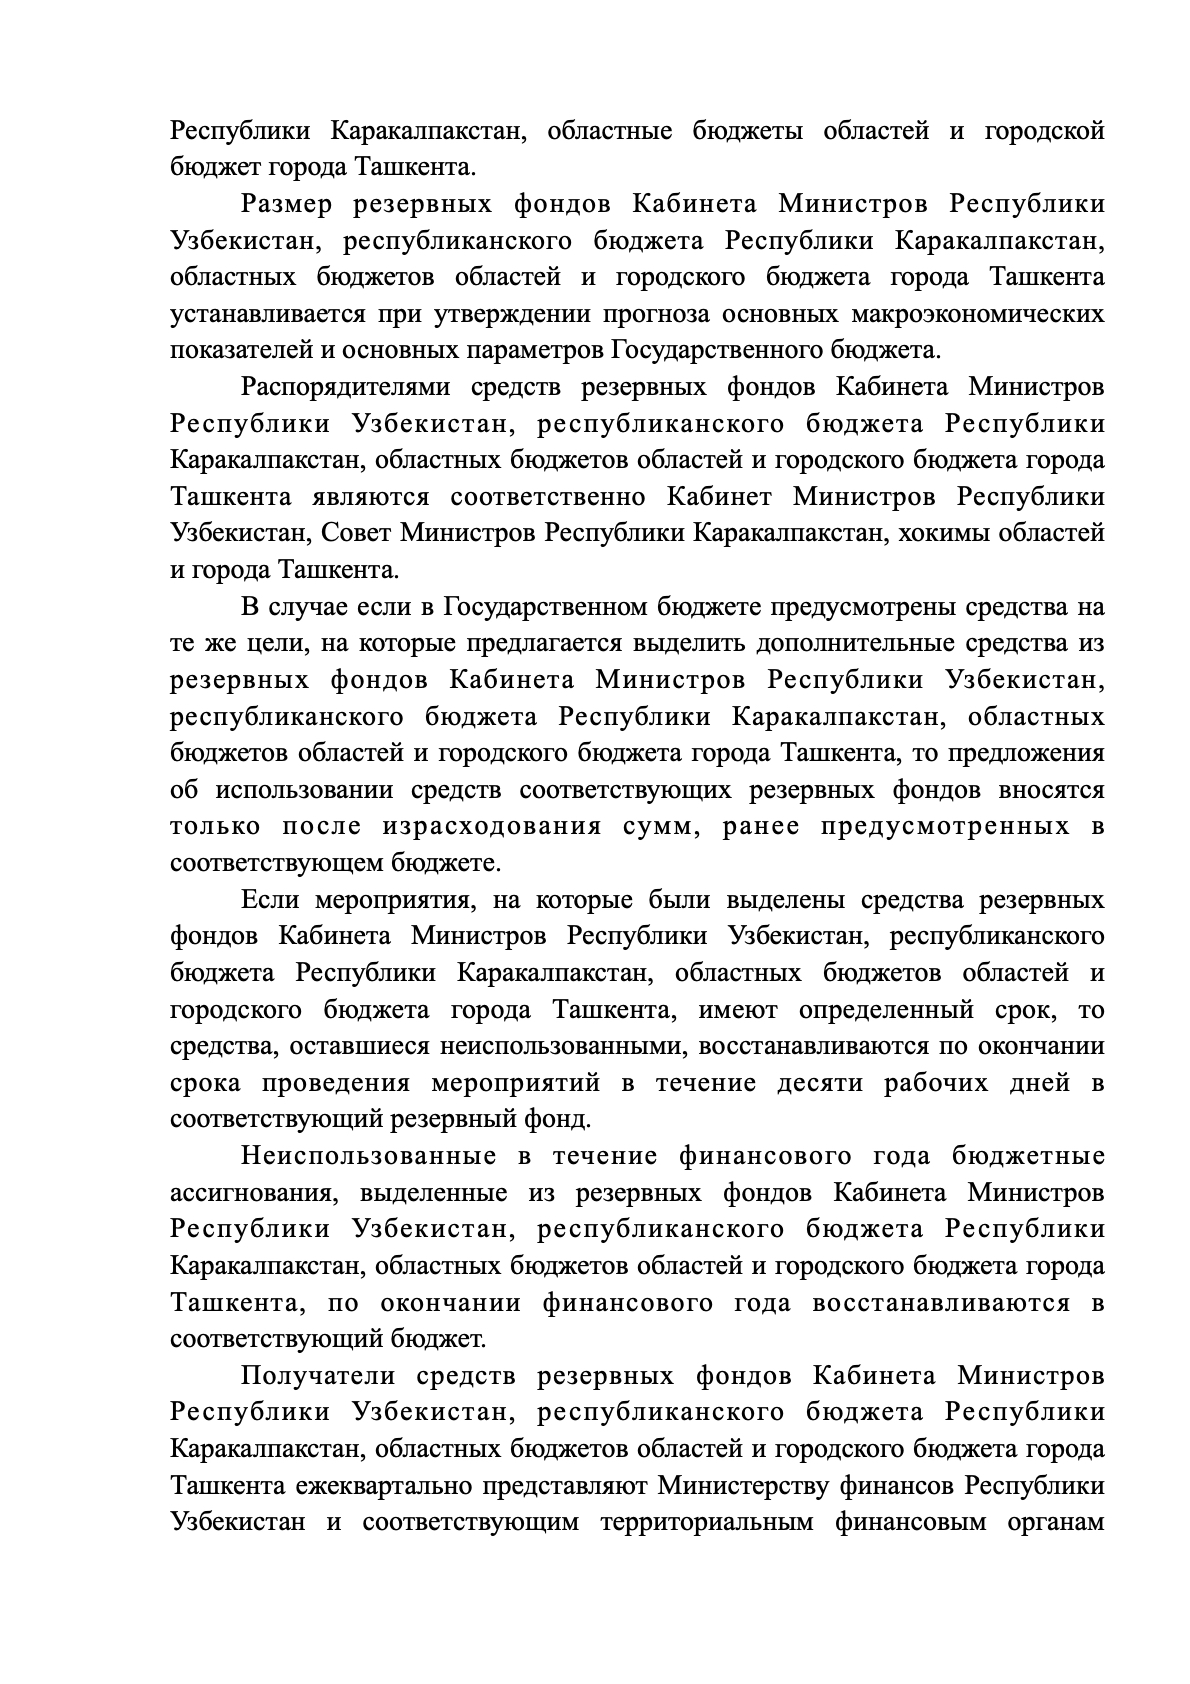 Республики Каракалпакстан, областные бюджеты областей и городской
бюджет города Ташкента.
Размер резервных фондов Кабинета Министров Республики
Узбекистан, республиканского бюджета Республики Каракалпакстан,
областных бюджетов областей и городского бюджета города Ташкента
устанавливается при утверждении прогноза основных макроэкономических
показателей и основных параметров Государственного бюджета.
Распорядителями средств резервных фондов Кабинета Министров
Республики Узбекистан, республиканского бюджета Республики
Каракалпакстан, областных бюджетов областей и городского бюджета города
Ташкента являются соответственно Кабинет Министров Республики
Узбекистан, Совет Министров Республики Каракалпакстан, хокимы областей
и города Ташкента.
В случае если в Государственном бюджете предусмотрены средства на
те же цели, на которые предлагается выделить дополнительные средства из
резервных фондов Кабинета Министров Республики Узбекистан,
республиканского бюджета Республики Каракалпакстан, областных
бюджетов областей и городского бюджета города Ташкента, то предложения
об использовании средств соответствующих резервных фондов вносятся
только после израсходования сумм, ранее предусмотренных в
соответствующем бюджете.
Если мероприятия, на которые были выделены средства резервных
фондов Кабинета Министров Республики Узбекистан, республиканского
бюджета Республики Каракалпакстан, областных бюджетов областей и
городского бюджета города Ташкента, имеют определенный срок, то
средства, оставшиеся неиспользованными, восстанавливаются по окончании
срока проведения мероприятий в течение десяти рабочих дней в
соответствующий резервный фонд.
Неиспользованные в течение финансового года бюджетные
ассигнования, выделенные из резервных фондов Кабинета Министров
Республики Узбекистан, республиканского бюджета Республики
Каракалпакстан, областных бюджетов областей и городского бюджета города
Ташкента, по окончании финансового года восстанавливаются в
соответствующий бюджет.
Получатели средств резервных фондов Кабинета Министров
Республики Узбекистан, республиканского бюджета Республики
Каракалпакстан, областных бюджетов областей и городского бюджета города
Ташкента ежеквартально представляют Министерству финансов Республики
Узбекистан и соответствующим территориальным финансовым органам